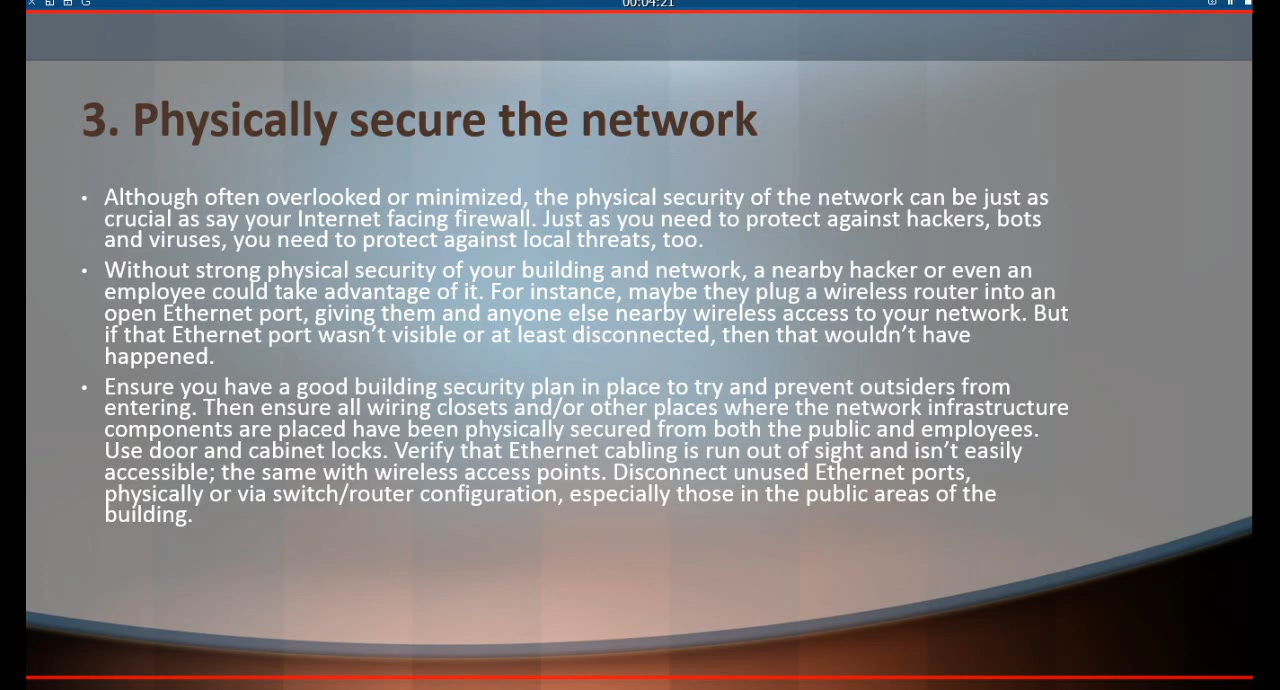 00:04:21
3. Physically secure the network
• Although often overlooked or minimized, the physical security of the network can be just as
crucial as say your Internet facing firewall. Just as you need to protect against hackers, bots
and viruses, you need to protect against local threats, too.
• Without strong physical security of your building and network, a nearby hacker or even an
employee could take advantage of it. For instance, maybe they plug a wireless router into an
open Ethernet port, giving them and anyone else nearby wireless access to your network. But
if that Ethernet port wasn’t visible or at least disconnected, then that wouldn’t have
happened.
• Ensure you have a good building security plan in place to try and prevent outsiders from
entering. Then ensure all wiring closets and/or other places where the network infrastructure
components are placed have been physically secured from both the public and employees.
Use door and cabinet locks. Verify that Ethernet cabling is run out of sight and isn’t easily
accessible; the same with wireless access points. Disconnect unused Ethernet ports,
physically or via switch/router configuration, especially those in the public areas of the
building.